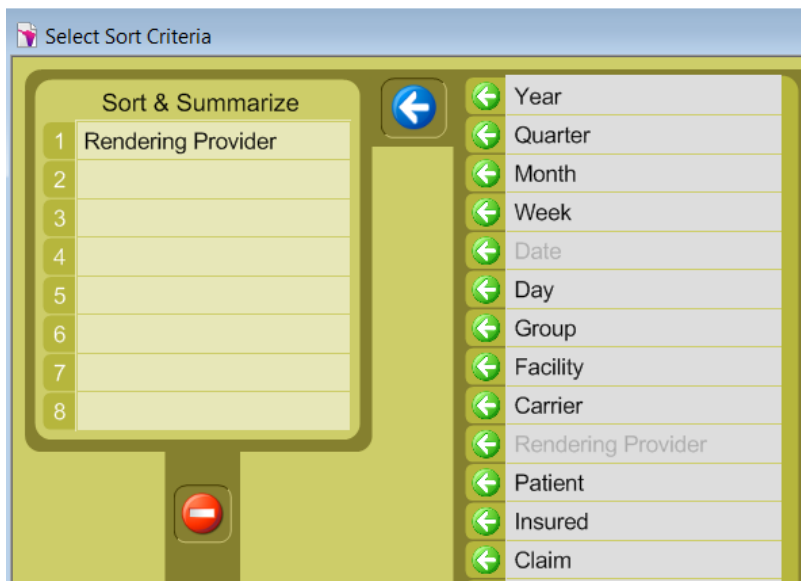 Select Sort Criteria
Sort & Summarize
1 Rendering Provider
2
3
4
5
6
7
8
Year
Quarter
Month
Week
Date
Day
Group
Facility
Carrier
Rendering Provider
Patient
Insured
Claim